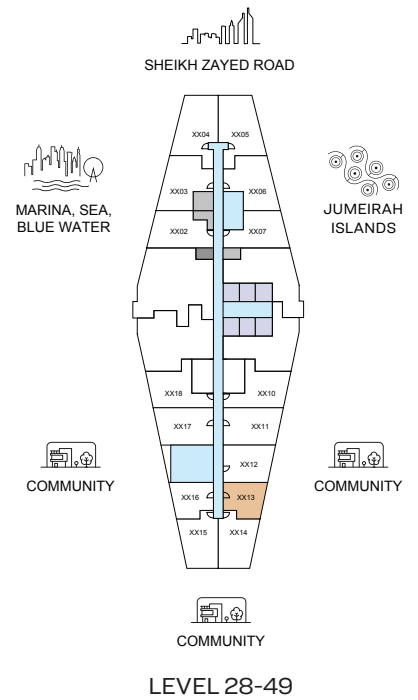 SHEIKH ZAYED ROAD
XX04 XX05
MARINA, SEA,
BLUE WATER
XX03 XX06
JUMEIRAH
ISLANDS
XX02 XX07
XX18 XX10
XX17 XX11
XX12
COMMUNITY
COMMUNITY
XX16 XX13
XX15 XX14
COMMUNITY
LEVEL 28-49